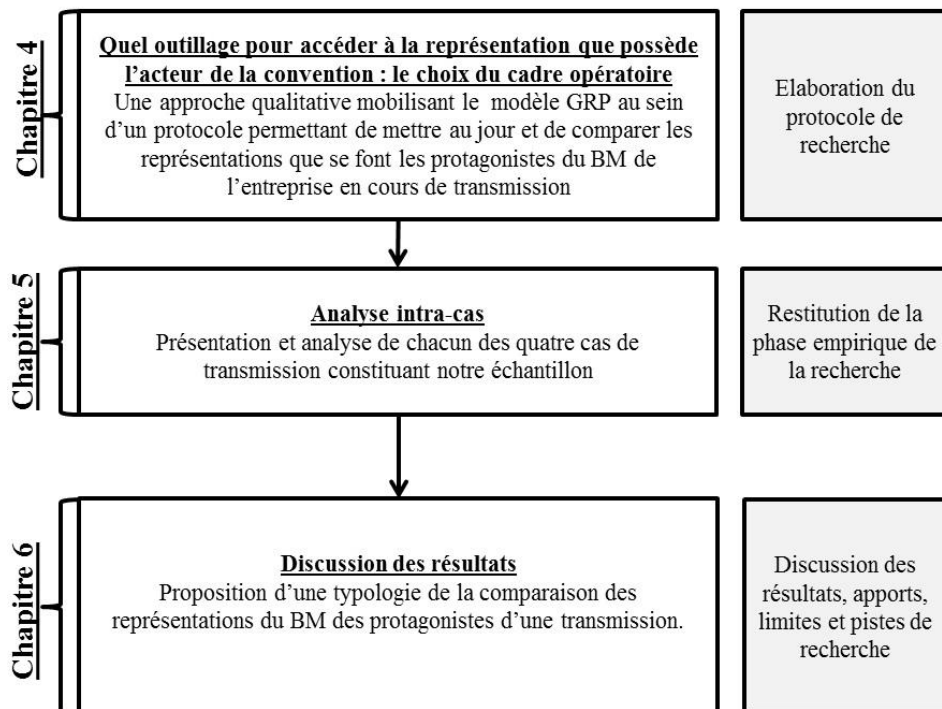 Chapitre 4
Quel outillage pour accéder à la représentation que possède
l'acteur de la convention : le choix du cadre opératoire
Une approche qualitative mobilisant le modèle GRP au sein
d'un protocole permettant de mettre au jour et de comparer les
représentations que se font les protagonistes du BM de
l'entreprise en cours de transmission
Elaboration du
protocole de
recherche
Chapitre 5
Analyse intra-cas
Présentation et analyse de chacun des quatre cas de
transmission constituant notre échantillon
Restitution de la
phase empirique de
la recherche
Chapitre 6
Discussion des résultats
Proposition d'une typologie de la comparaison des
représentations du BM des protagonistes d'une transmission.
Discussion des
résultats, apports,
limites et pistes de
recherche